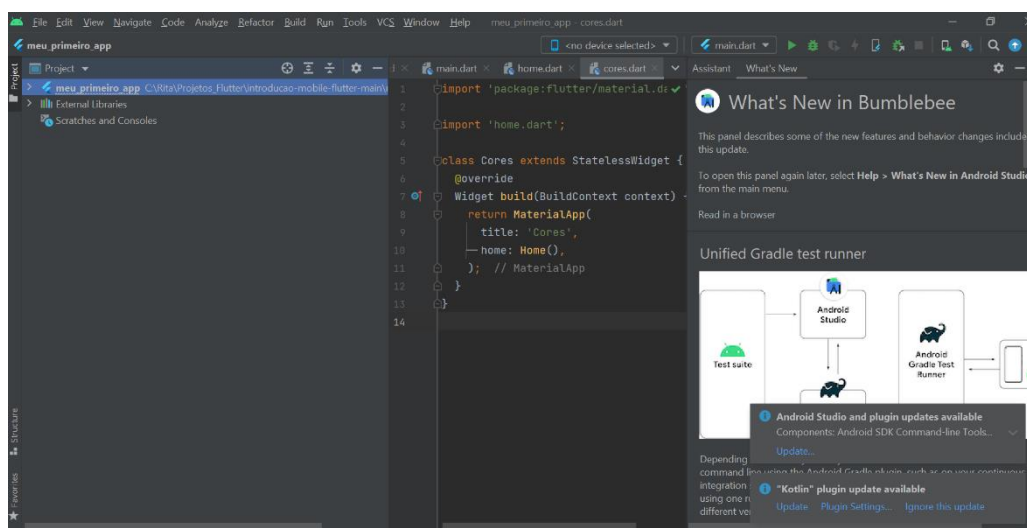 File Edit View Navigate Code Analyze Refactor Build Run Tools VCS Window Help meu_primeiro_app - cores.dart
meu_primeiro_app
<no device selected>
main.dart
Project
Project
main.dart
home.dart
cores.dart
Assistant What's New
meu_primeiro_app C:\Rita\Projetos_Flutter\introducao-mobile-flutter-main\
External Libraries
Scratches and Consoles
1 import 'package:flutter/material.da
2
3 import 'home.dart';
4
5 class Cores extends StatelessWidget {
6 @override
7 Widget build(BuildContext context)
8 return MaterialApp(
9 title: 'Cores',
10 home: Home(),
11 ); // MaterialApp
12 }
13 }
14
What's New in Bumblebee
This panel describes some of the new features and behavior changes include
this update.
To open this panel again later, select Help > What's New in Android Studio
from the main menu.
Read in a browser
Unified Gradle test runner
Android
Studio
Test suite
Android
Gradle Test
Runner
Android Studio and plugin updates available
Components: Android SDK Command-line Tools...
Update...
Depending
command line using the Android Gradle plugin, such as on your continuous
integration
using one
different
"Kotlin" plugin update available
Update Plugin Settings... Ignore this update
Structure
Favorites